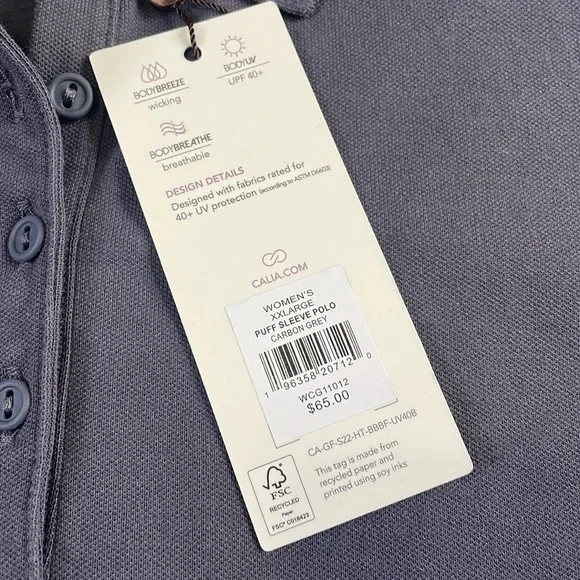 BODYBREEZE
wicking
BODYUV
UPF 40+
BODYBREATHE
breathable
DESIGN DETAILS
Designed with fabrics rated for
40+ UV protection (according to ASTM D6603)
CALIA.COM
WOMEN'S
XXLARGE
PUFF SLEEVE POLO
CARBON GREY
1 96358 20712 0
WCG11012
$65.00
CA-GF-S22-HT-BBBF-UV40B
This tag is made from
recycled paper and
printed using soy inks
FSC
RECYCLED
Paper
FSC® C016423